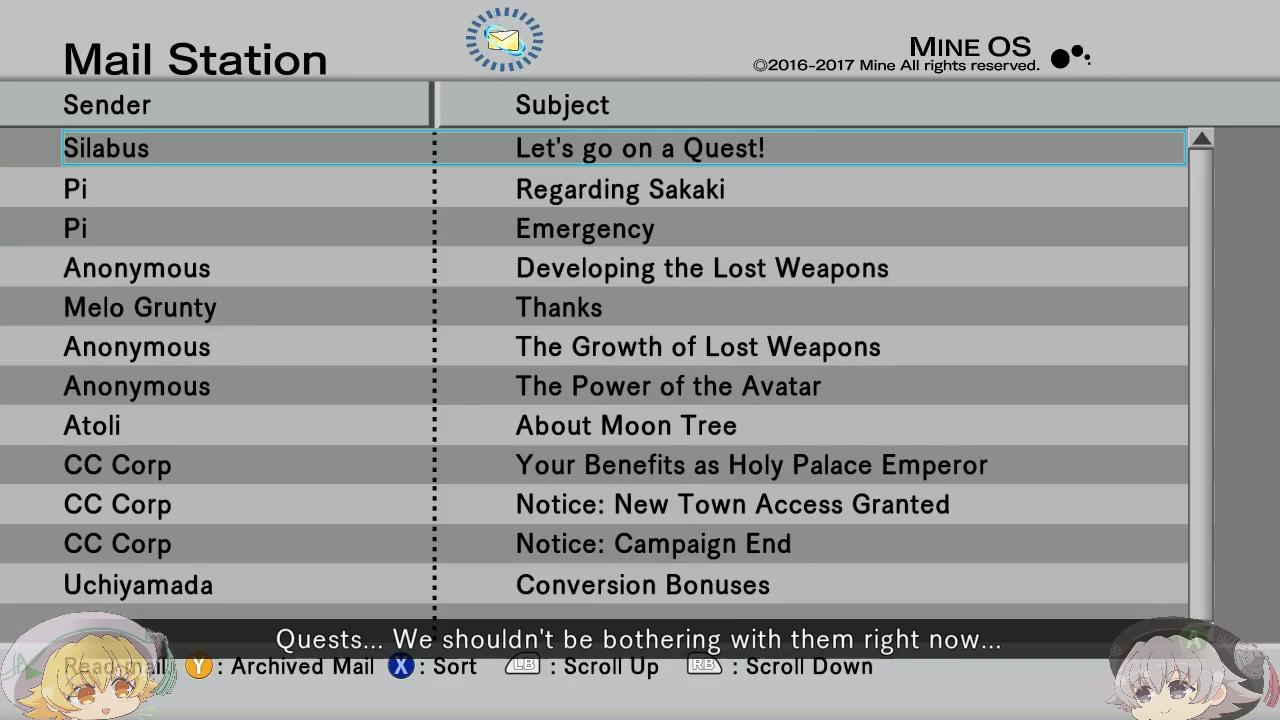 Mail Station
MINE OS
©2016-2017 Mine All rights reserved.
Sender Subject
Silabus Let's go on a Quest!
Pi Regarding Sakaki
Pi Emergency
Anonymous Developing the Lost Weapons
Melo Grunty Thanks
Anonymous The Growth of Lost Weapons
Anonymous The Power of the Avatar
Atoli About Moon Tree
CC Corp Your Benefits as Holy Palace Emperor
CC Corp Notice: New Town Access Granted
CC Corp Notice: Campaign End
Uchiyamada Conversion Bonuses
Quests... We shouldn't be bothering with them right now...
Read mail Y : Archived Mail X : Sort LB : Scroll Up RB : Scroll Down